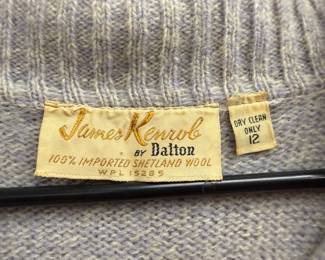 James Kenrob
BY Dalton
100% IMPORTED SHETLAND WOOL
WPL 15285
DRY CLEAN
ONLY
12